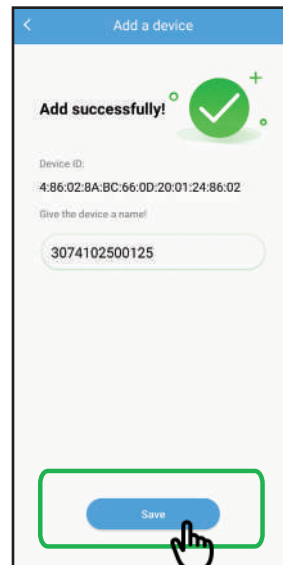 Add a device
Add successfully!
Device ID:
4:86:02:8A:BC:66:0D:20:01:24:86:02
Give the device a name!
3074102500125
Save